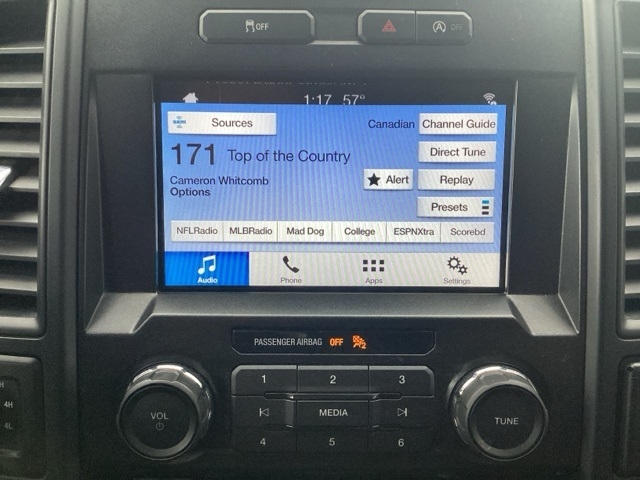 OFF
OFF
1:17 57°
Sources
Canadian
Channel Guide
171 Top of the Country
Direct Tune
Cameron Whitcomb
Options
Alert
Replay
Presets
NFLRadio MLBRadio Mad Dog College ESPNXtra Scorebd
Audio Phone Apps Settings
PASSENGER AIRBAG OFF
1 2 3
VOL
MEDIA
TUNE
4 5 6
4H
4L